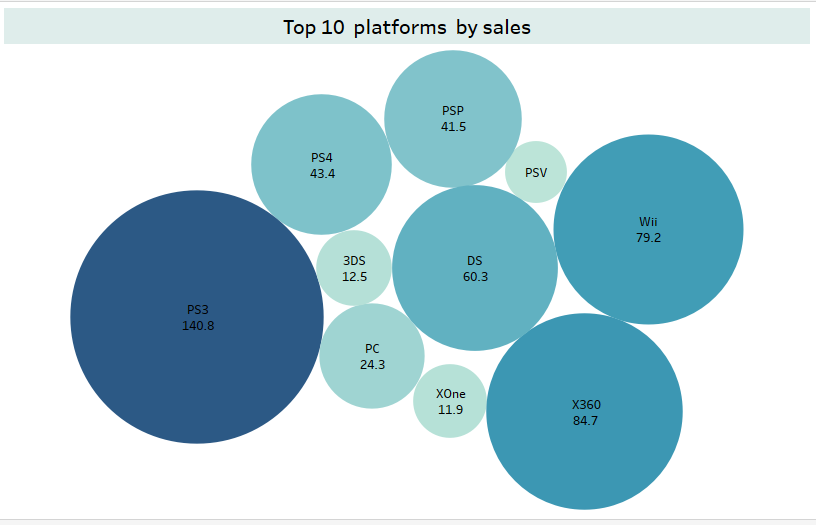 Top 10 platforms by sales
PSP
41.5
PS4
43.4
PSV
Wii
79.2
3DS
12.5
DS
60.3
PS3
140.8
PC
24.3
XOne
11.9
X360
84.7